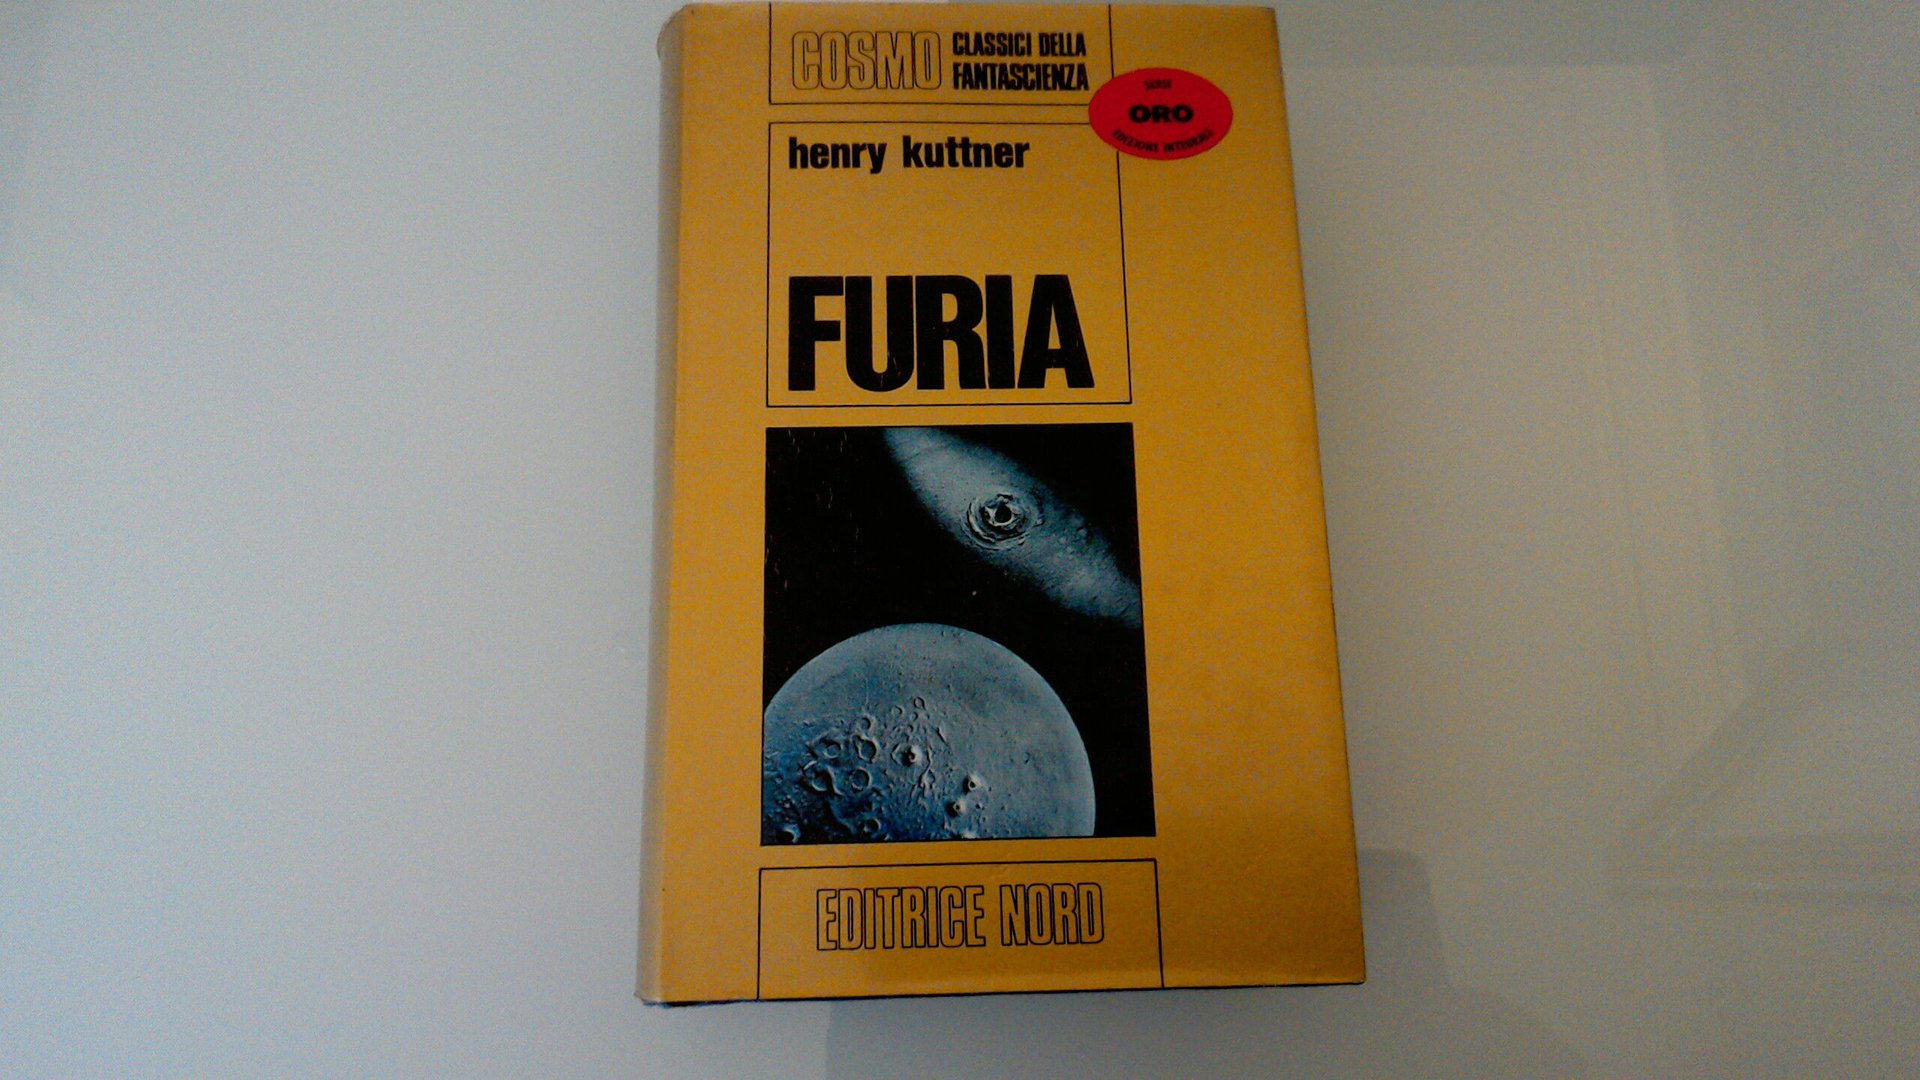 COSMO
CLASSICI DELLA
FANTASCIENZA
SERIE
ORO
EDIZIONI INTEGRALI
henry kuttner
FURIA
EDITRICE NORD